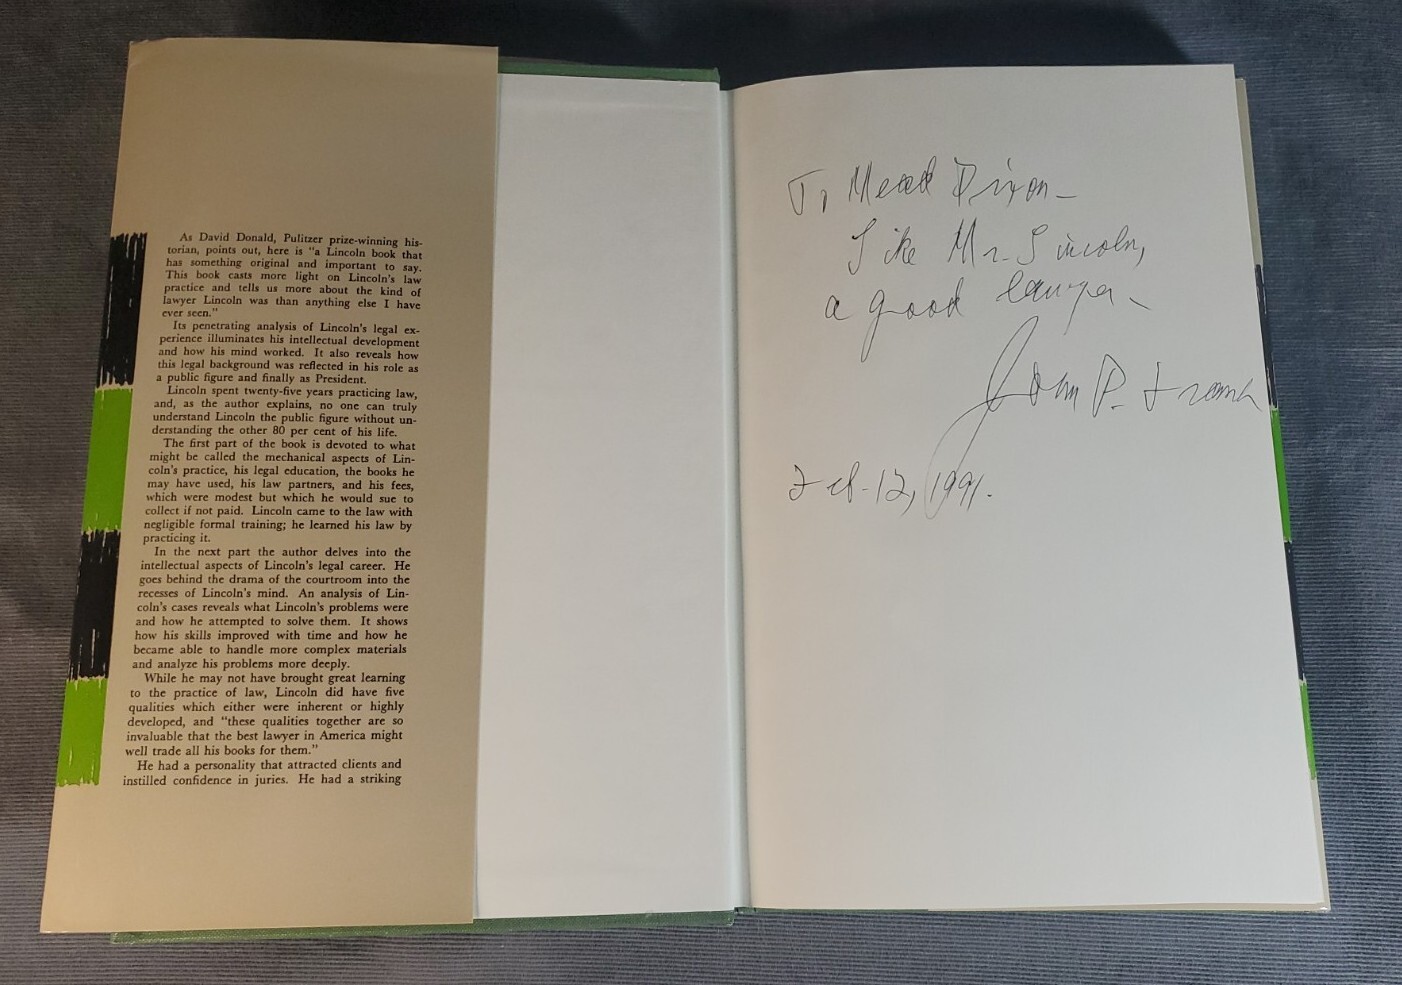 As David Donald, Pulitzer prize-winning his-
torian, points out, here is "a Lincoln book that
has something original and important to say.
This book casts more light on Lincoln's law
practice and tells us more about the kind of
lawyer Lincoln was than anything else I have
ever seen."
Its penetrating analysis of Lincoln's legal ex-
perience illuminates his intellectual development
and how his mind worked. It also reveals how
this legal background was reflected in his role as
a public figure and finally as President.
Lincoln spent twenty-five years practicing law,
and, as the author explains, no one can truly
understand Lincoln the public figure without un-
derstanding the other 80 per cent of his life.
The first part of the book is devoted to what
might be called the mechanical aspects of Lin-
coln's practice, his legal education, the books he
may have used, his law partners, and his fees,
which were modest but which he would sue to
collect if not paid. Lincoln came to the law with
negligible formal training; he learned his law by
practicing it.
In the next part the author delves into the
intellectual aspects of Lincoln's legal career. He
goes behind the drama of the courtroom into the
recesses of Lincoln's mind. An analysis of Lin-
coln's cases reveals what Lincoln's problems were
and how he attempted to solve them. It shows
how his skills improved with time and how he
became able to handle more complex materials
and analyze his problems more deeply.
While he may not have brought great learning
to the practice of law, Lincoln did have five
qualities which either were inherent or highly
developed, and "these qualities together are so
invaluable that the best lawyer in America might
well trade all his books for them."
He had a personality that attracted clients and
instilled confidence in juries. He had a striking
To Mead Dixon-
Like Mr. Lincoln,
a good lawyer.
John P. Frank
Feb. 12, 1991.